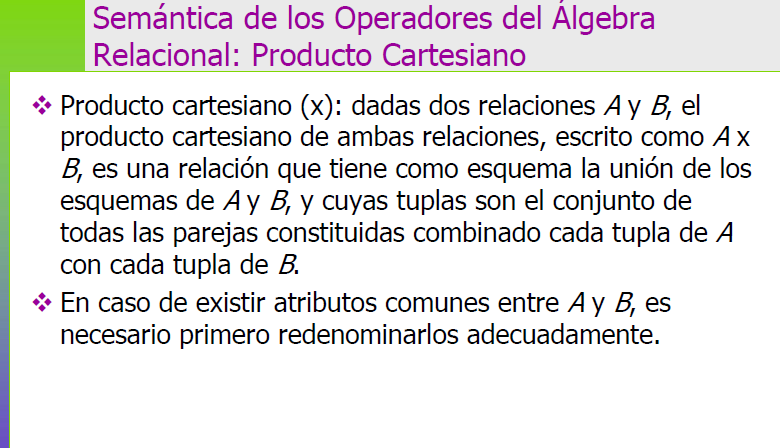 Semántica de los Operadores del Álgebra
Relacional: Producto Cartesiano
❖ Producto cartesiano (x): dadas dos relaciones A y B, el
producto cartesiano de ambas relaciones, escrito como A x
B, es una relación que tiene como esquema la unión de los
esquemas de A y B, y cuyas tuplas son el conjunto de
todas las parejas constituidas combinado cada tupla de A
con cada tupla de B.
❖ En caso de existir atributos comunes entre A y B, es
necesario primero redenominarlos adecuadamente.